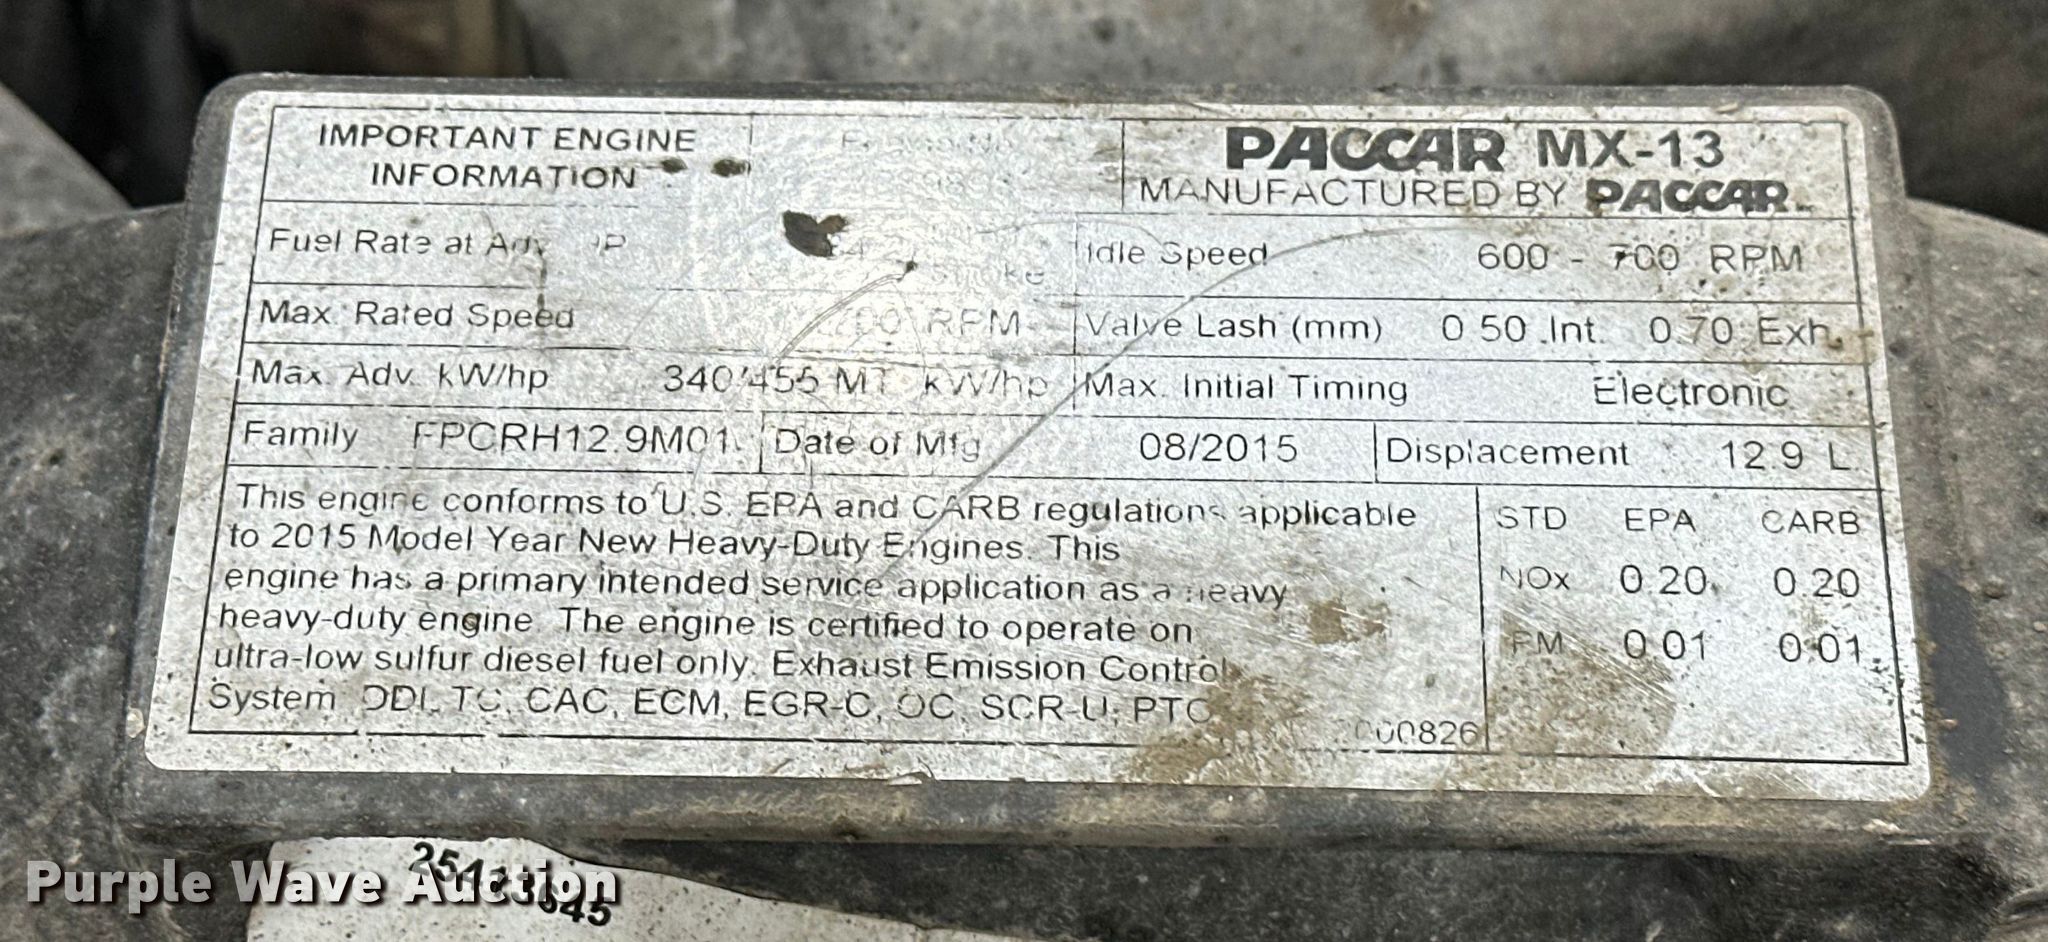 IMPORTANT ENGINE
INFORMATION
PACCAR MX-13
MANUFACTURED BY PACCAR
Fuel Rate at Adv.
Idle Speed 600 - 700 RPM
Max. Rated Speed RPM
Valve Lash (mm) 0.50 Int. 0.70 Exh.
Max. Adv. kW/hp 340/455 MT kW/hp
Max. Initial Timing Electronic
Family FPCRH12.9M01
Date of Mfg 08/2015
Displacement 12.9 L
This engine conforms to U.S. EPA and CARB regulations applicable
to 2015 Model Year New Heavy-Duty Engines. This
engine has a primary intended service application as a heavy
heavy-duty engine. The engine is certified to operate on
ultra-low sulfur diesel fuel only. Exhaust Emission Control
System DDI, TC, CAC, ECM, EGR-C, OC, SCR-U, PTO
STD EPA CARB
NOx 0.20 0.20
PM 0.01 0.01
Purple Wave Auction